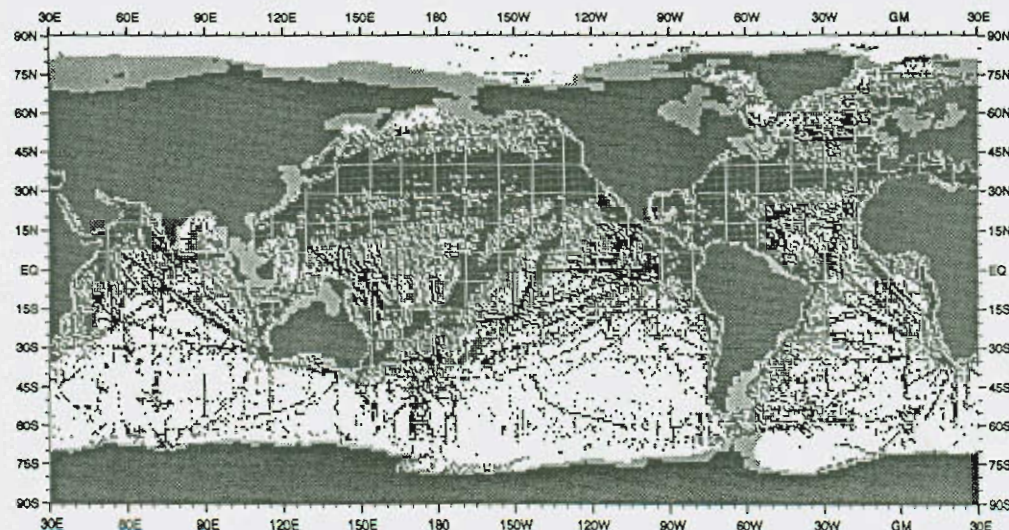 30E 60E 90E 120E 150E 180 150W 120W 90W 60W 30W GM 30E
90N 90N
75N 75N
60N 60N
45N 45N
30N 30N
15N 15N
EQ EQ
15S 15S
30S 30S
45S 45S
60S 60S
75S 75S
90S 90S
30E 60E 90E 120E 150E 180 150W 120W 90W 60W 30W GM 30E